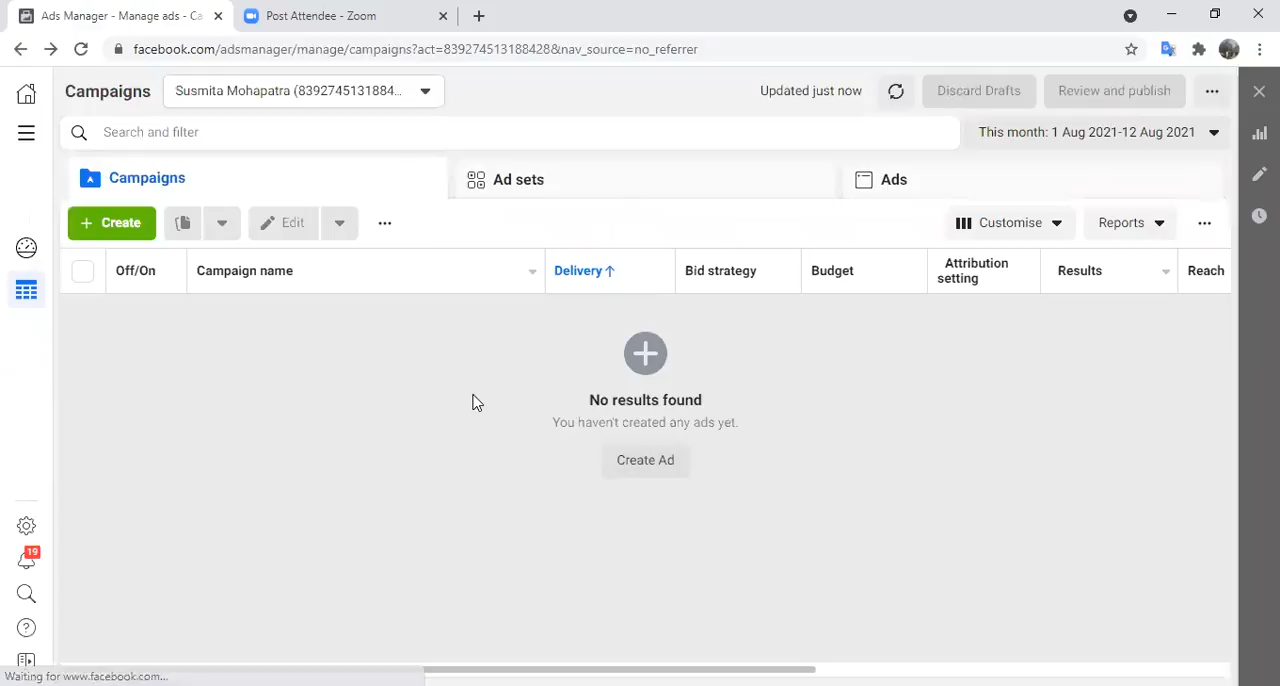 Ads Manager - Manage ads - Ca
Post Attendee - Zoom
facebook.com/adsmanager/manage/campaigns?act=839274513188428&nav_source=no_referrer
Campaigns
Susmita Mohapatra (8392745131884...
Updated just now
Discard Drafts
Review and publish
Search and filter
This month: 1 Aug 2021-12 Aug 2021
Campaigns
Ad sets
Ads
+ Create
Edit
Customise
Reports
Off/On
Campaign name
Delivery ↑
Bid strategy
Budget
Attribution
setting
Results
Reach
No results found
You haven't created any ads yet.
Create Ad
19
Waiting for www.facebook.com...